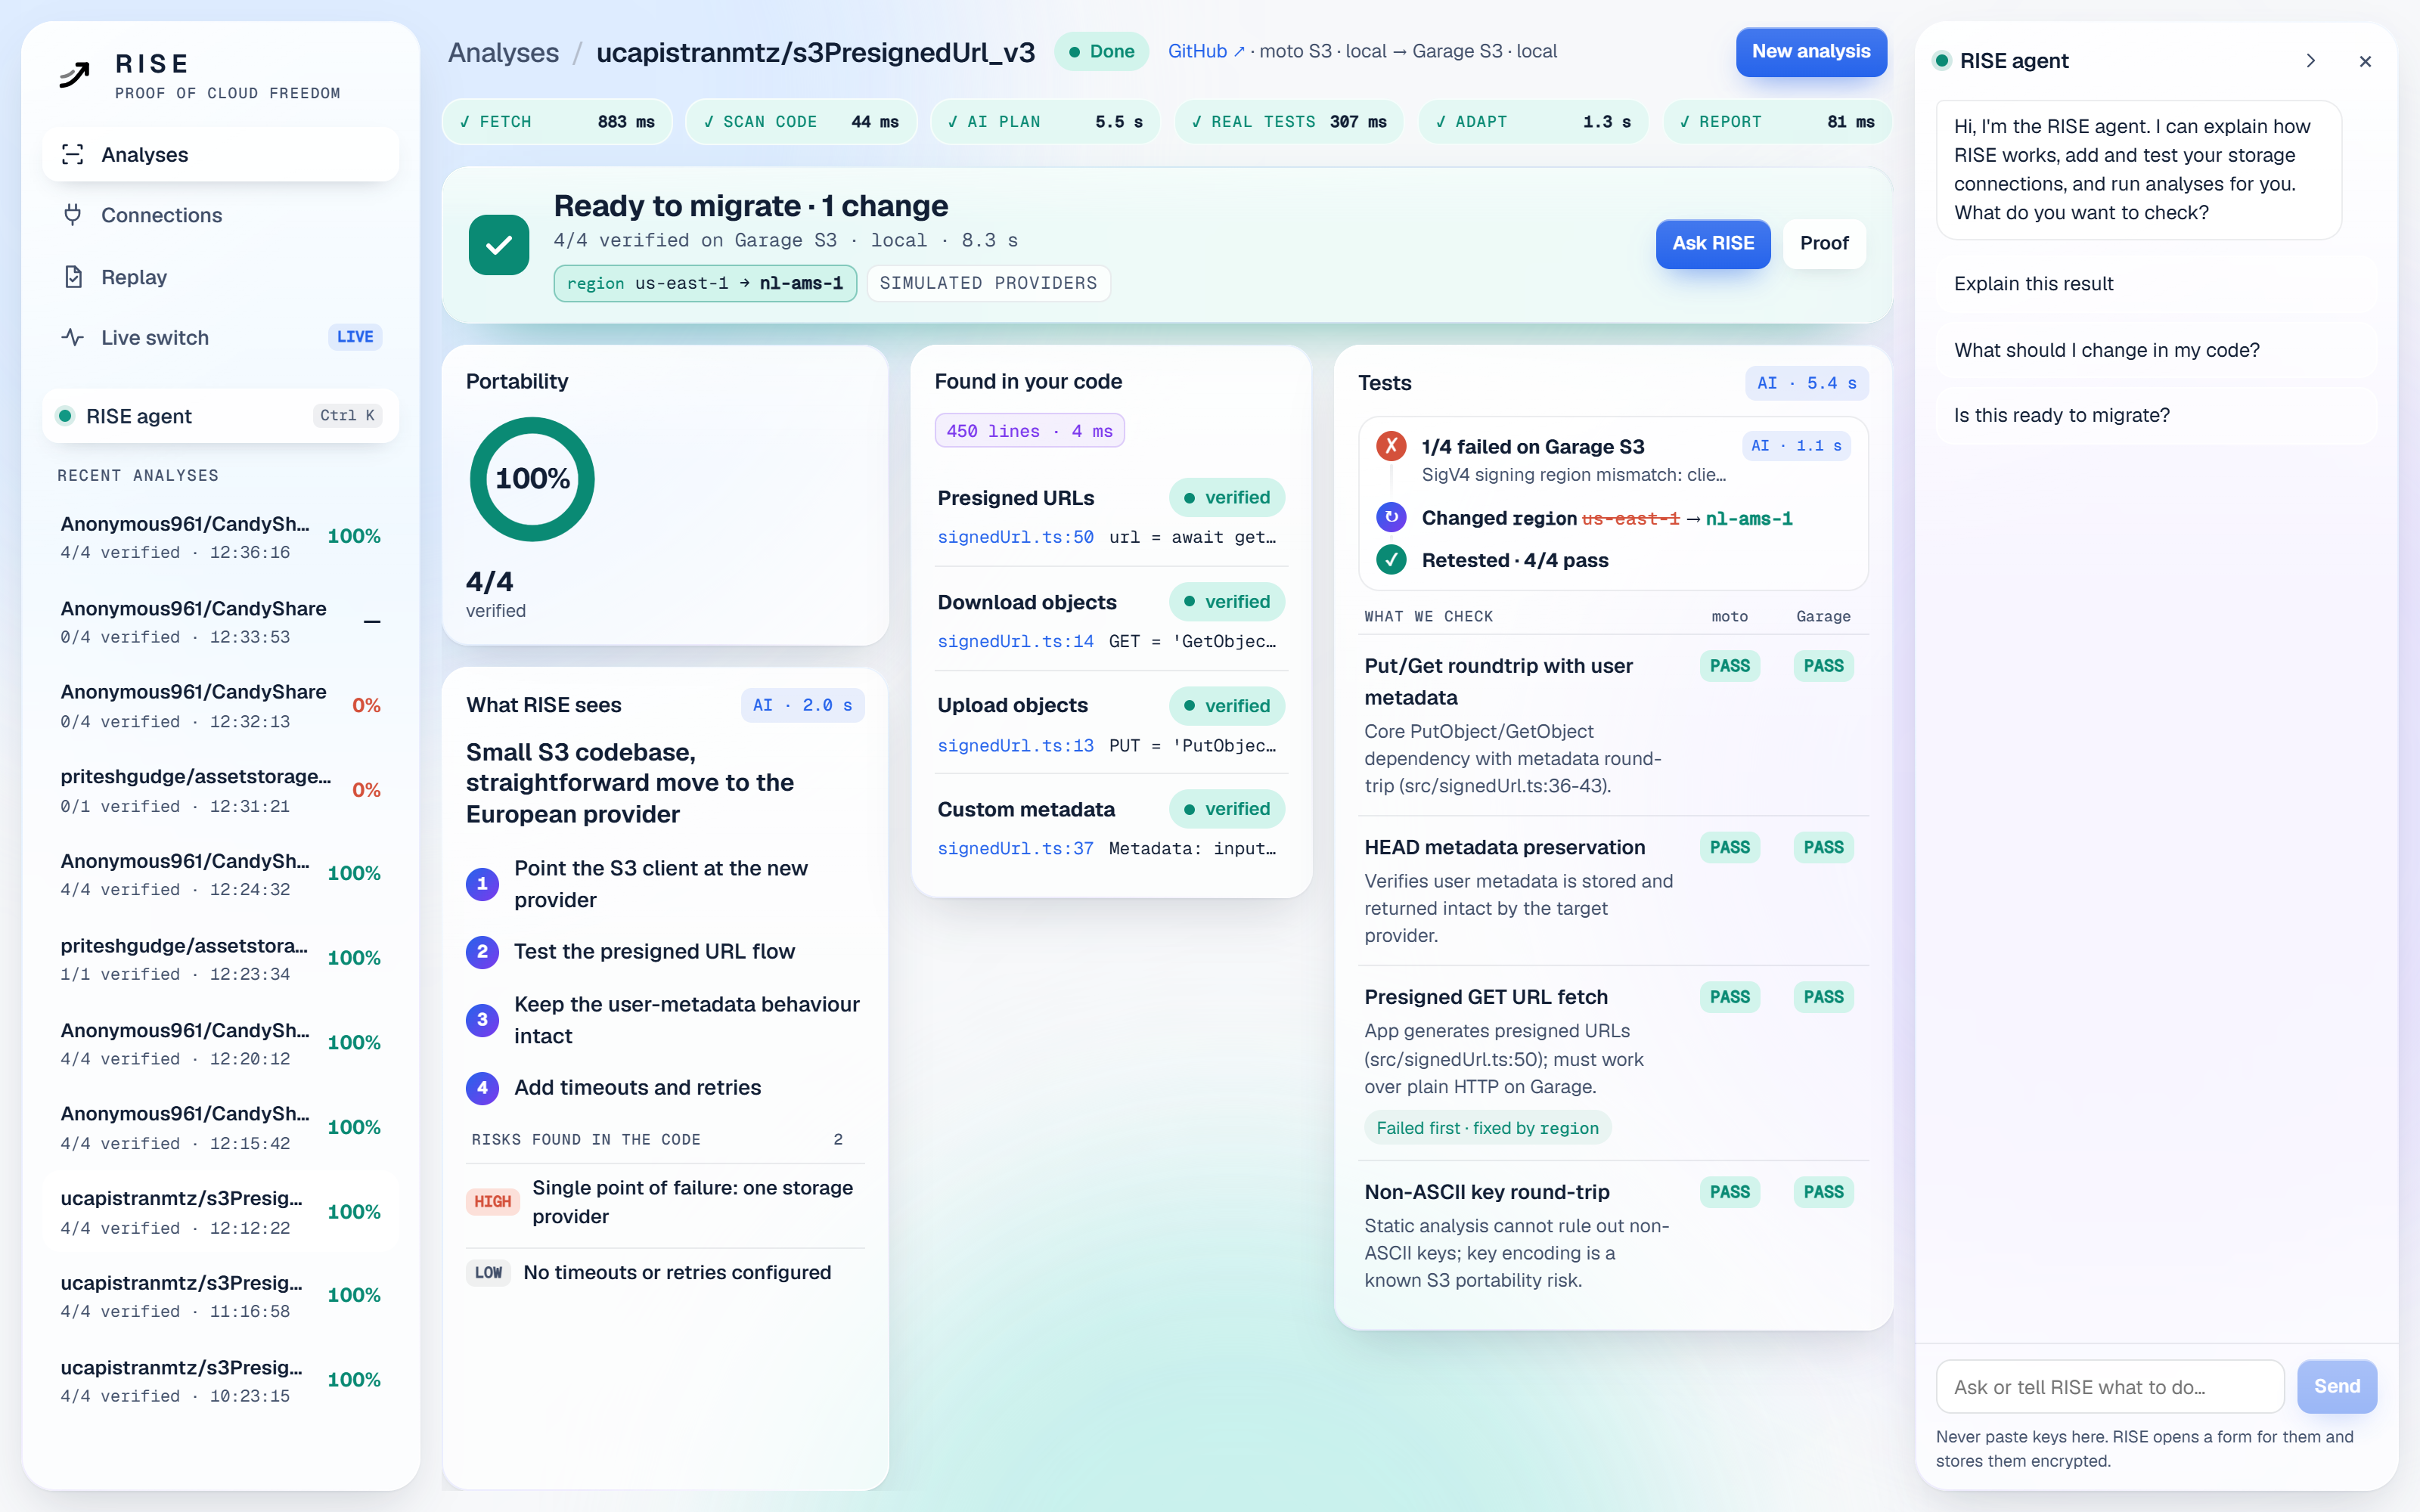 RISE
PROOF OF CLOUD FREEDOM
Analyses
Connections
Replay
Live switch LIVE
RISE agent Ctrl K
RECENT ANALYSES
Anonymous961/CandySh… 100%
4/4 verified · 12:36:16
Anonymous961/CandyShare —
0/4 verified · 12:33:53
Anonymous961/CandyShare 0%
0/4 verified · 12:32:13
priteshgudge/assetstorage… 0%
0/1 verified · 12:31:21
Anonymous961/CandySh… 100%
4/4 verified · 12:24:32
priteshgudge/assetstora… 100%
1/1 verified · 12:23:34
Anonymous961/CandySh… 100%
4/4 verified · 12:20:12
Anonymous961/CandySh… 100%
4/4 verified · 12:15:42
ucapistranmtz/s3Presig… 100%
4/4 verified · 12:12:22
ucapistranmtz/s3Presig… 100%
4/4 verified · 11:16:58
ucapistranmtz/s3Presig… 100%
4/4 verified · 10:23:15
Analyses / ucapistranmtz/s3PresignedUrl_v3 Done GitHub ↗ · moto S3 · local → Garage S3 · local New analysis
✓ FETCH 883 ms ✓ SCAN CODE 44 ms ✓ AI PLAN 5.5 s ✓ REAL TESTS 307 ms ✓ ADAPT 1.3 s ✓ REPORT 81 ms
Ready to migrate · 1 change
4/4 verified on Garage S3 · local · 8.3 s
region us-east-1 → nl-ams-1 SIMULATED PROVIDERS
Ask RISE Proof
Portability
100%
4/4
verified
What RISE sees AI · 2.0 s
Small S3 codebase,
straightforward move to the
European provider
1 Point the S3 client at the new
provider
2 Test the presigned URL flow
3 Keep the user-metadata behaviour
intact
4 Add timeouts and retries
RISKS FOUND IN THE CODE 2
HIGH Single point of failure: one storage
provider
LOW No timeouts or retries configured
Found in your code
450 lines · 4 ms
Presigned URLs verified
signedUrl.ts:50 url = await get…
Download objects verified
signedUrl.ts:14 GET = 'GetObjec…
Upload objects verified
signedUrl.ts:13 PUT = 'PutObjec…
Custom metadata verified
signedUrl.ts:37 Metadata: input…
Tests AI · 5.4 s
✗ 1/4 failed on Garage S3 AI · 1.1 s
SigV4 signing region mismatch: clie…
↻ Changed region us-east-1 → nl-ams-1
✓ Retested · 4/4 pass
WHAT WE CHECK moto Garage
Put/Get roundtrip with user PASS PASS
metadata
Core PutObject/GetObject
dependency with metadata round-
trip (src/signedUrl.ts:36-43).
HEAD metadata preservation PASS PASS
Verifies user metadata is stored and
returned intact by the target
provider.
Presigned GET URL fetch PASS PASS
App generates presigned URLs
(src/signedUrl.ts:50); must work
over plain HTTP on Garage.
Failed first · fixed by region
Non-ASCII key round-trip PASS PASS
Static analysis cannot rule out non-
ASCII keys; key encoding is a
known S3 portability risk.
RISE agent › ×
Hi, I'm the RISE agent. I can explain how
RISE works, add and test your storage
connections, and run analyses for you.
What do you want to check?
Explain this result
What should I change in my code?
Is this ready to migrate?
Ask or tell RISE what to do… Send
Never paste keys here. RISE opens a form for them and
stores them encrypted.